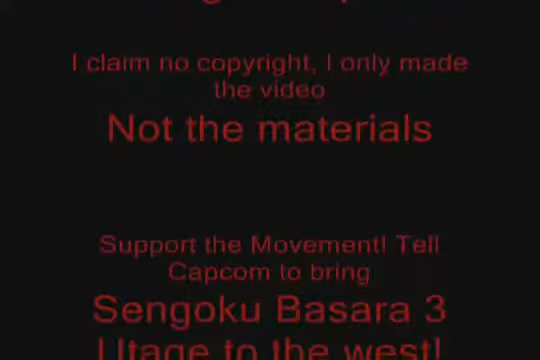 I claim no copyright, I only made
the video
Not the materials
Support the Movement! Tell
Capcom to bring
Sengoku Basara 3
Utage to the west!